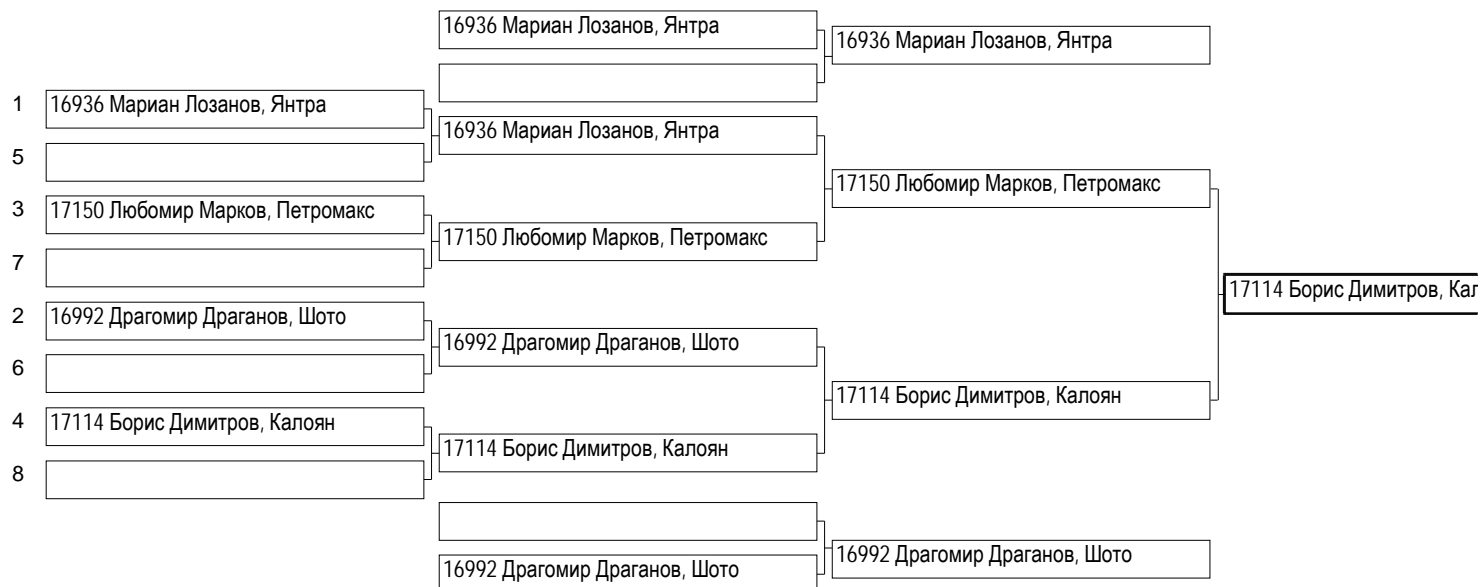 16936 Мариан Лозанов, Янтра
16936 Мариан Лозанов, Янтра
1 16936 Мариан Лозанов, Янтра
16936 Мариан Лозанов, Янтра
5
17150 Любомир Марков, Петромакс
3 17150 Любомир Марков, Петромакс
17150 Любомир Марков, Петромакс
7
17114 Борис Димитров, Кал
2 16992 Драгомир Драганов, Шото
16992 Драгомир Драганов, Шото
6
17114 Борис Димитров, Калоян
4 17114 Борис Димитров, Калоян
17114 Борис Димитров, Калоян
8
16992 Драгомир Драганов, Шото
16992 Драгомир Драганов, Шото